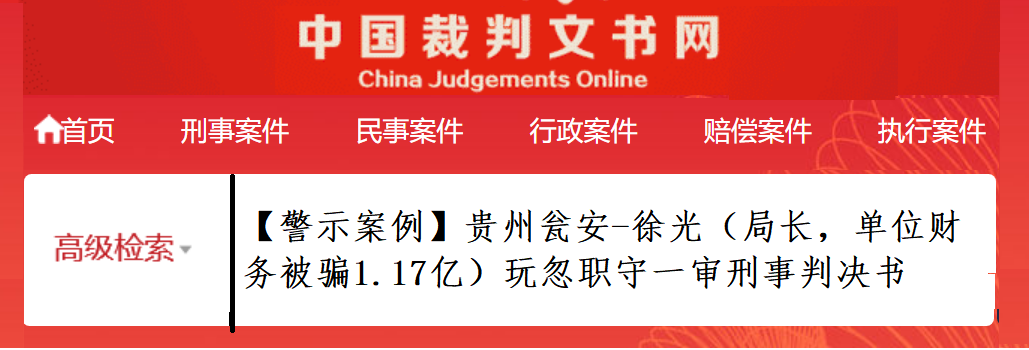 中国裁判文书网
China Judgements Online
首页 刑事案件 民事案件 行政案件 赔偿案件 执行案件
高级检索
【警示案例】贵州瓮安-徐光（局长，单位财
务被骗1.17亿）玩忽职守一审刑事判决书